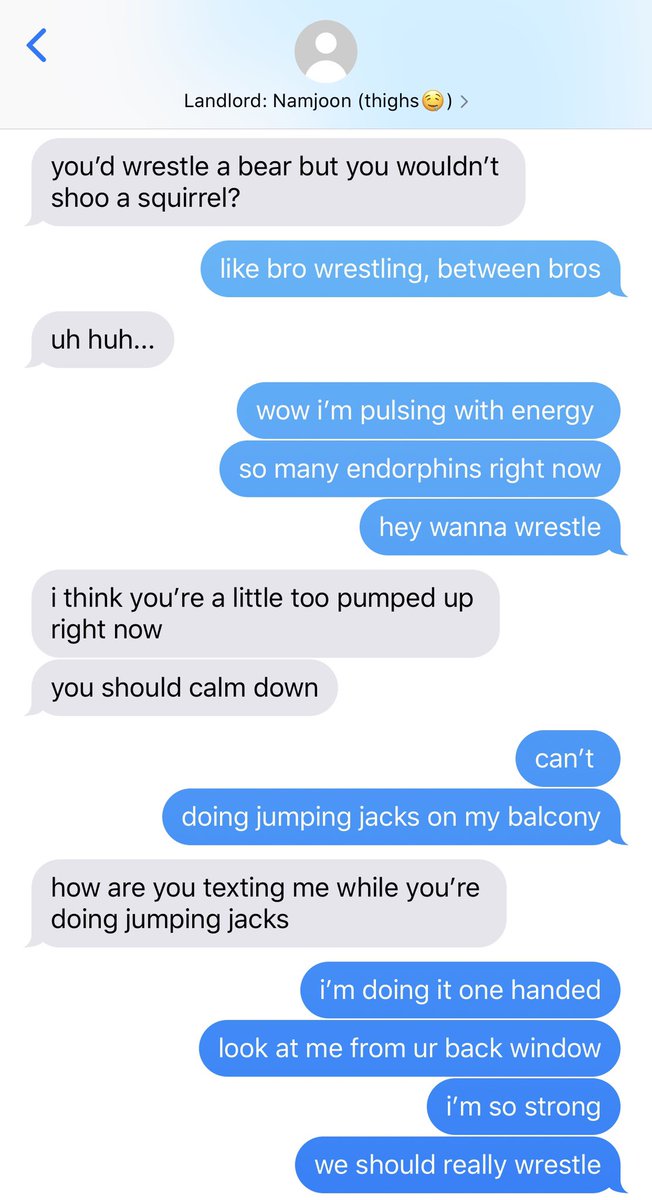 Landlord: Namjoon (thighs🤤)
you’d wrestle a bear but you wouldn’t
shoo a squirrel?
like bro wrestling, between bros
uh huh...
wow i’m pulsing with energy
so many endorphins right now
hey wanna wrestle
i think you’re a little too pumped up
right now
you should calm down
can’t
doing jumping jacks on my balcony
how are you texting me while you’re
doing jumping jacks
i’m doing it one handed
look at me from ur back window
i’m so strong
we should really wrestle